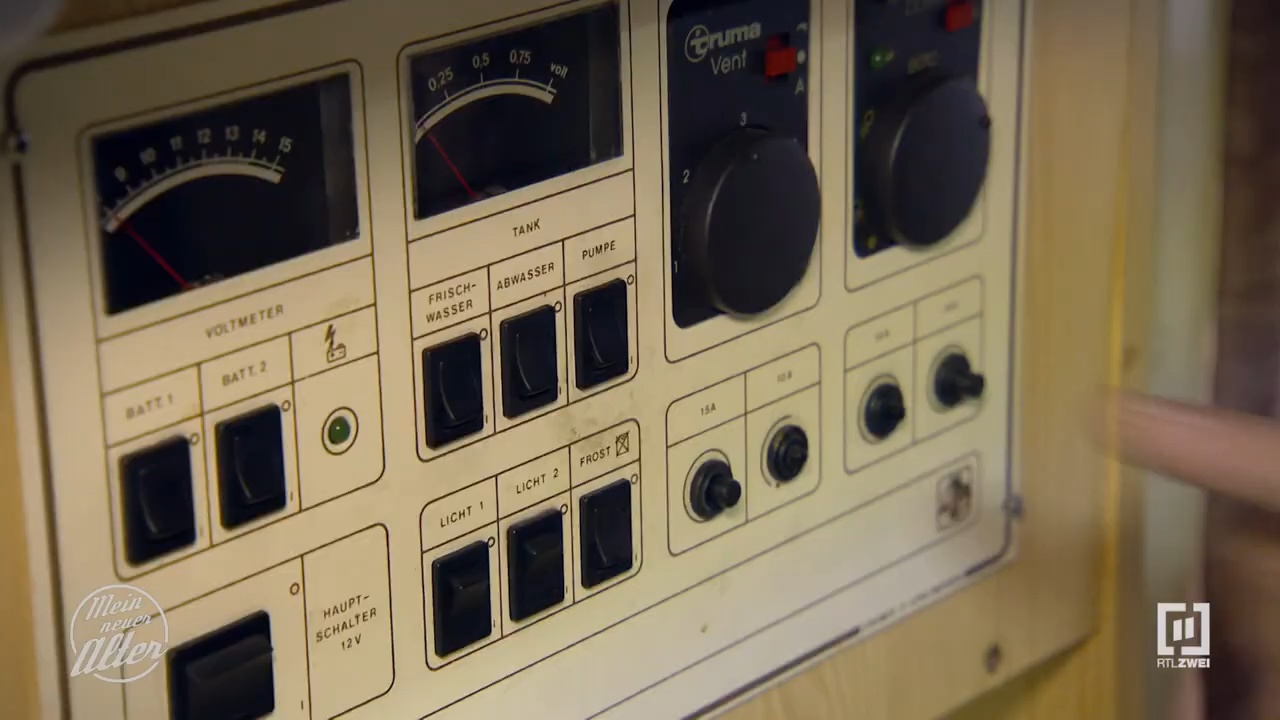 9 10 11 12 13 14 15
VOLTMETER
BATT. 1
BATT. 2
0,25 0,5 0,75 voll
TANK
FRISCH-
WASSER
ABWASSER
PUMPE
truma
Vent
A
3
2
1
LICHT 1
LICHT 2
FROST
15A
10A
HAUPT-
SCHALTER
12V
Mein
neuer
Alter
RTLZWEI